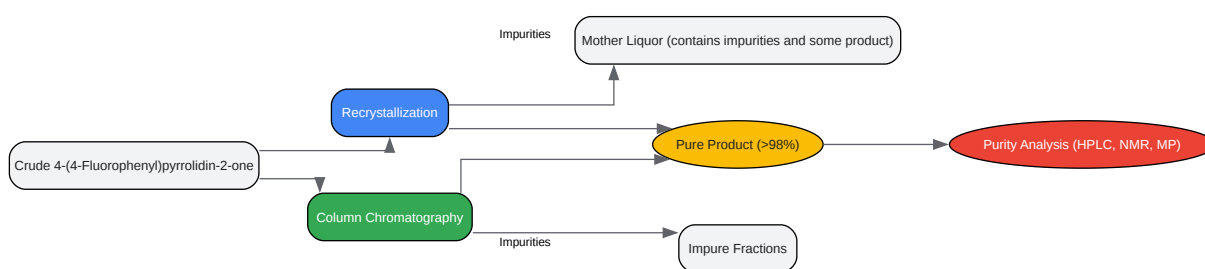 Impurities
Mother Liquor (contains impurities and some product)
Recrystallization
Crude 4-(4-Fluorophenyl)pyrrolidin-2-one
Pure Product (>98%)
Purity Analysis (HPLC, NMR, MP)
Column Chromatography
Impurities
Impure Fractions